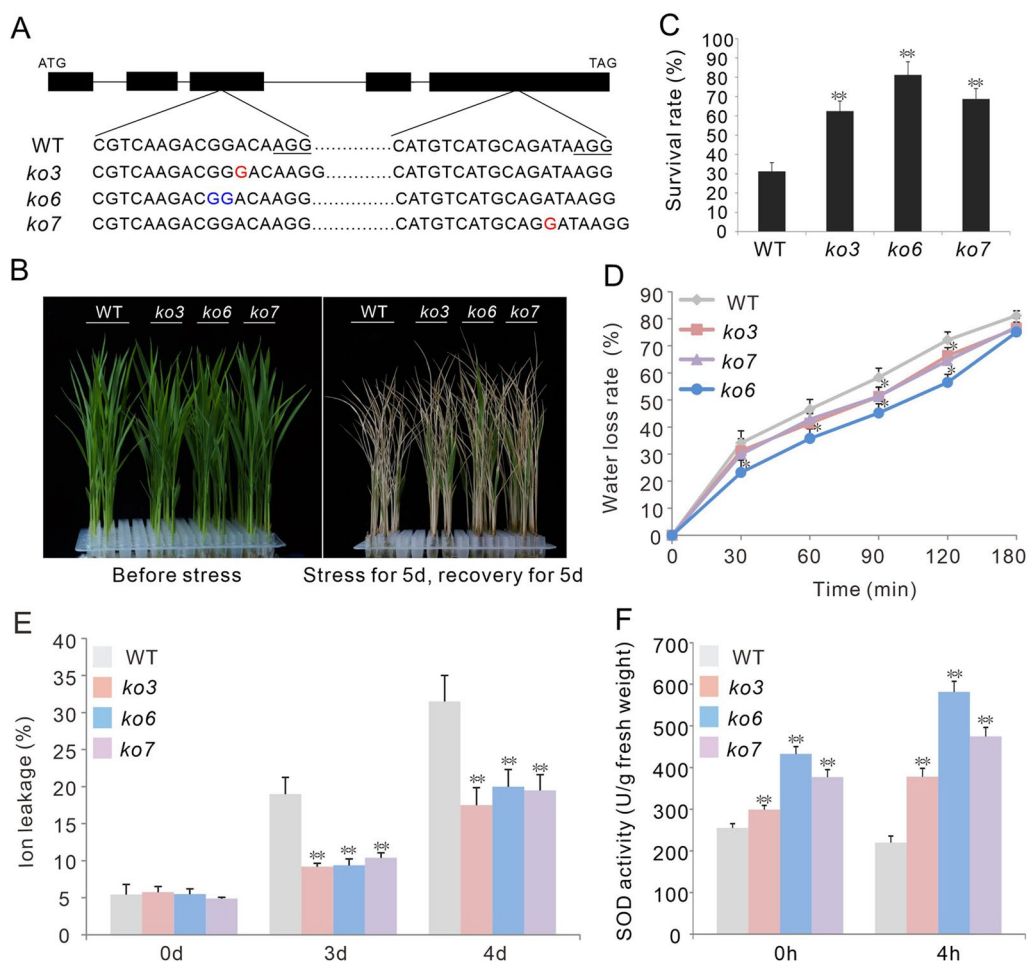 A
ATG TAG
WT CGTCAAGACGGACAAGG.............CATGTCATGCAGATAAGG
ko3 CGTCAAGACGGGACAAGG............CATGTCATGCAGATAAGG
ko6 CGTCAAGACGGACAAGG.............CATGTCATGCAGATAAGG
ko7 CGTCAAGACGGACAAGG.............CATGTCATGCAGGATAAGG
B
WT ko3 ko6 ko7 WT ko3 ko6 ko7
Before stress Stress for 5d, recovery for 5d
C
Survival rate (%)
100
90
80
70
60
50
40
30
20
10
0
** ** **
WT ko3 ko6 ko7
D
WT
ko3
ko7
ko6
Water loss rate (%)
90
80
70
60
50
40
30
20
10
0
* * * * * *
0 30 60 90 120 180
Time (min)
E
WT
ko3
ko6
ko7
Ion leakage (%)
40
35
30
25
20
15
10
5
0
** ** ** ** ** **
0d 3d 4d
F
WT
ko3
ko6
ko7
SOD activity (U/g fresh weight)
700
600
500
400
300
200
100
0
** ** ** ** ** **
0h 4h